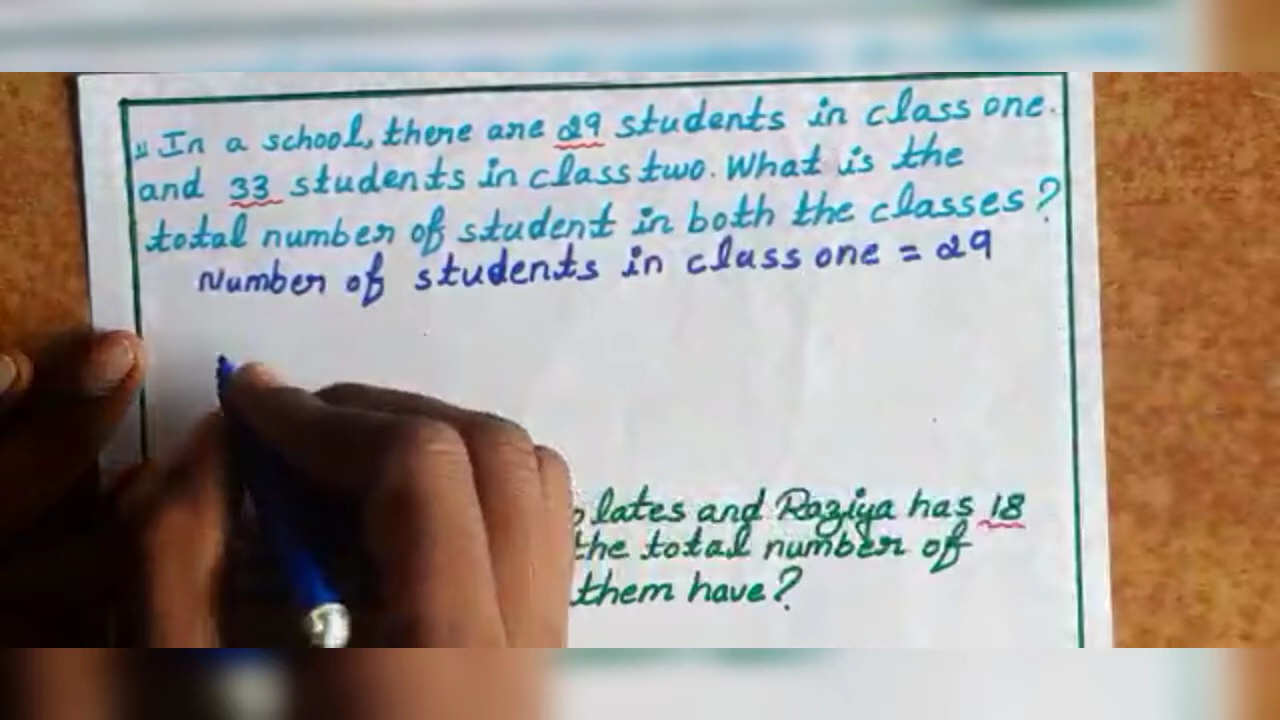 1) In a school, there are 29 students in class one.
and 33 students in class two. What is the
total number of student in both the classes?
Number of students in class one = 29
lates and Raziya has 18
the total number of
them have?